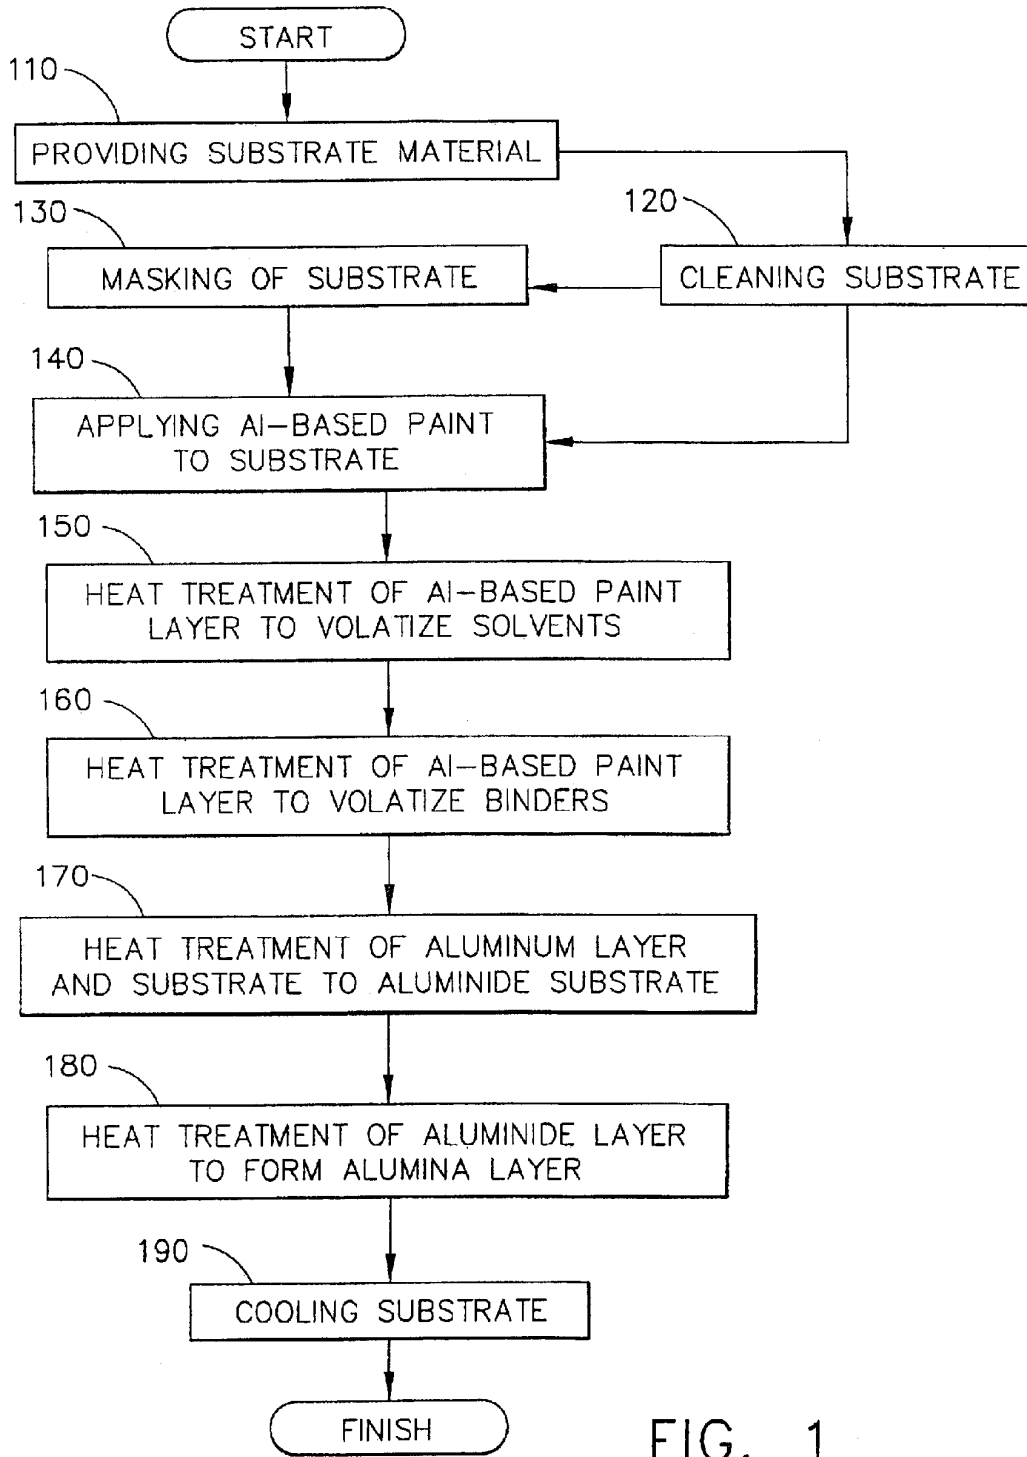 START
110
PROVIDING SUBSTRATE MATERIAL
130
120
MASKING OF SUBSTRATE
CLEANING SUBSTRATE
140
APPLYING Al-BASED PAINT
TO SUBSTRATE
150
HEAT TREATMENT OF Al-BASED PAINT
LAYER TO VOLATIZE SOLVENTS
160
HEAT TREATMENT OF Al-BASED PAINT
LAYER TO VOLATIZE BINDERS
170
HEAT TREATMENT OF ALUMINUM LAYER
AND SUBSTRATE TO ALUMINIDE SUBSTRATE
180
HEAT TREATMENT OF ALUMINIDE LAYER
TO FORM ALUMINA LAYER
190
COOLING SUBSTRATE
FINISH
FIG. 1